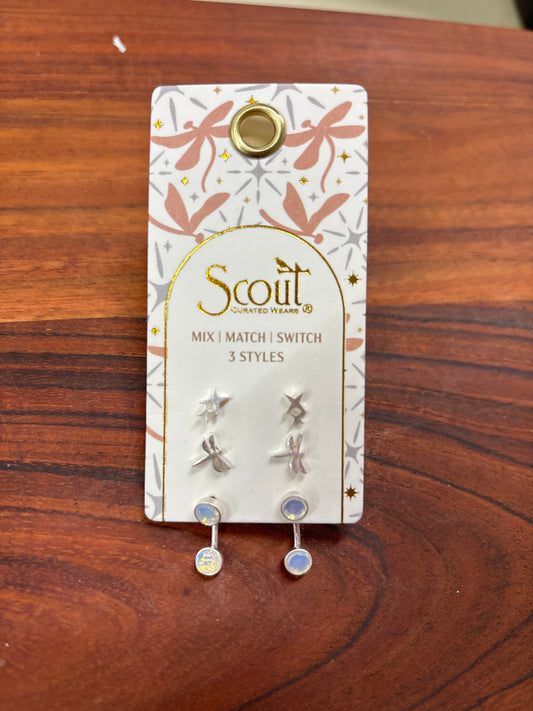 Scout
CURATED WEARS ®
MIX | MATCH | SWITCH
3 STYLES